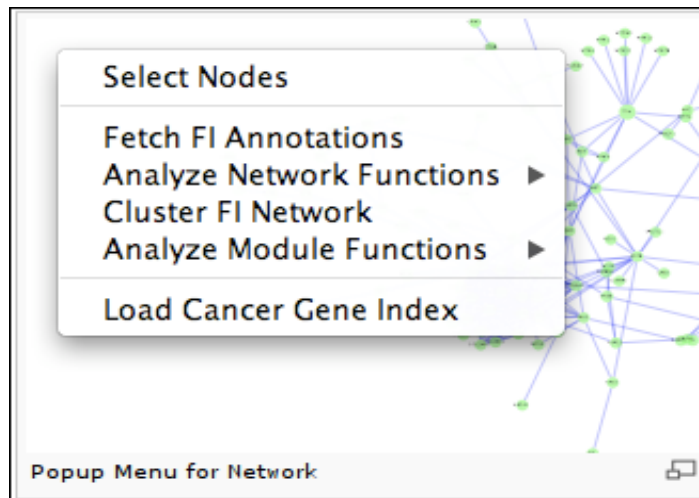 Select Nodes
Fetch FI Annotations
Analyze Network Functions
Cluster FI Network
Analyze Module Functions
Load Cancer Gene Index
Popup Menu for Network